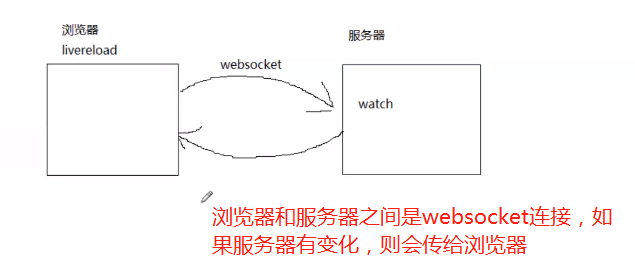 浏览器
livereload
服务器
websocket
watch
浏览器和服务器之间是websocket连接，如
果服务器有变化，则会传给浏览器